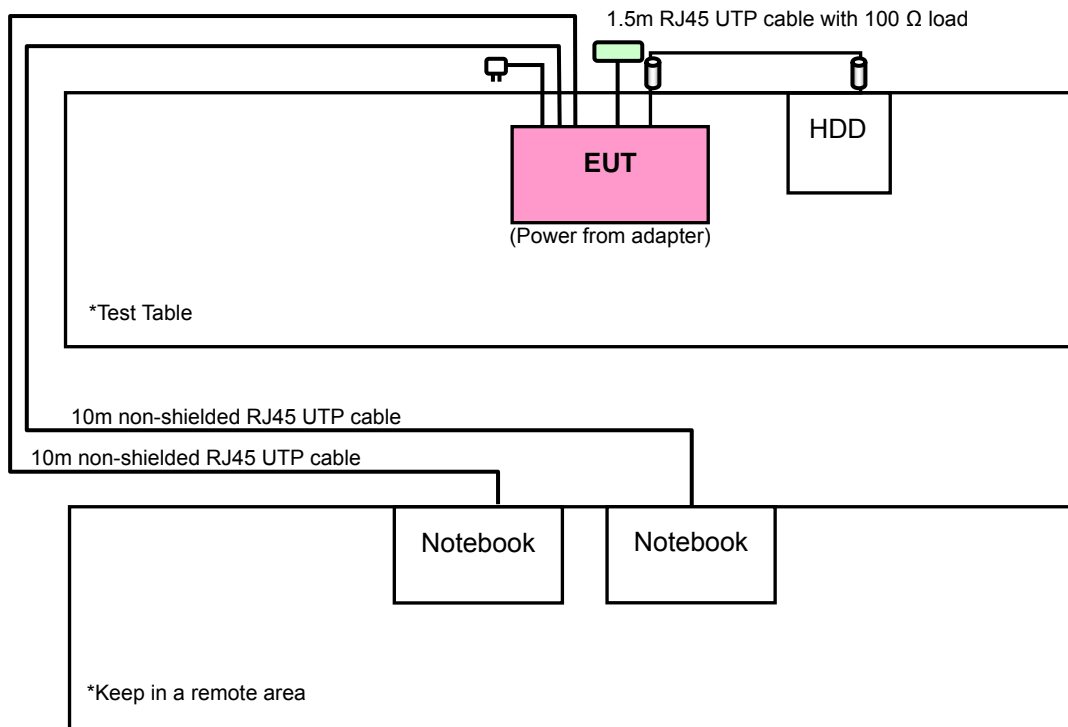 1.5m RJ45 UTP cable with 100 Ω load
HDD
EUT
(Power from adapter)
*Test Table
10m non-shielded RJ45 UTP cable
10m non-shielded RJ45 UTP cable
Notebook
Notebook
*Keep in a remote area